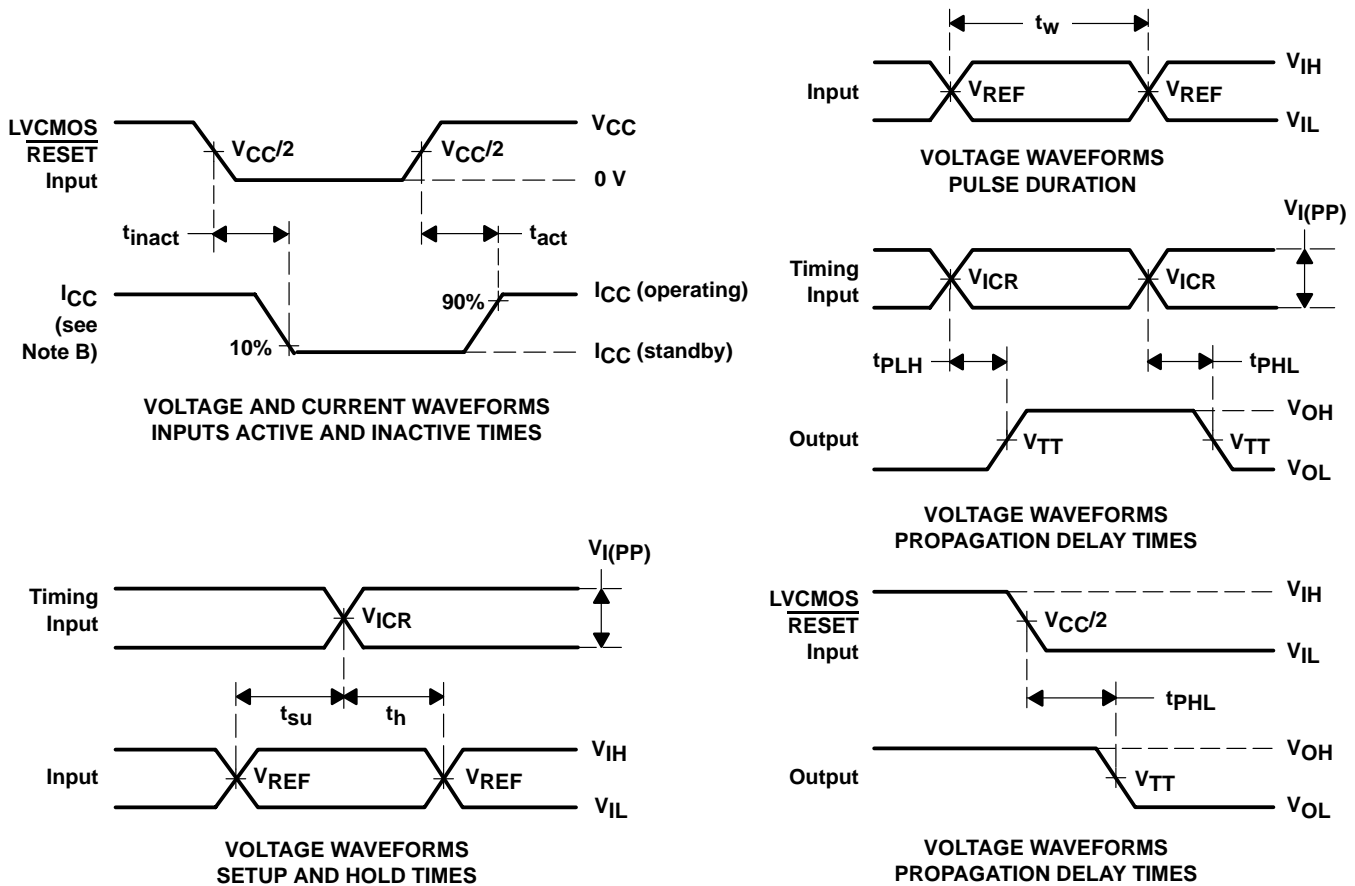 LVCMOS
RESET
Input
VCC/2
VCC/2
VCC
0 V
tinact
tact
ICC
(see
Note B)
10%
90%
ICC (operating)
ICC (standby)
VOLTAGE AND CURRENT WAVEFORMS
INPUTS ACTIVE AND INACTIVE TIMES
Timing
Input
VICR
VI(PP)
tsu
th
Input
VREF
VREF
VIH
VIL
VOLTAGE WAVEFORMS
SETUP AND HOLD TIMES
tw
Input
VREF
VREF
VIH
VIL
VOLTAGE WAVEFORMS
PULSE DURATION
VI(PP)
Timing
Input
VICR
VICR
tPLH
tPHL
Output
VTT
VTT
VOH
VOL
VOLTAGE WAVEFORMS
PROPAGATION DELAY TIMES
LVCMOS
RESET
Input
VCC/2
VIH
VIL
tPHL
Output
VTT
VOH
VOL
VOLTAGE WAVEFORMS
PROPAGATION DELAY TIMES